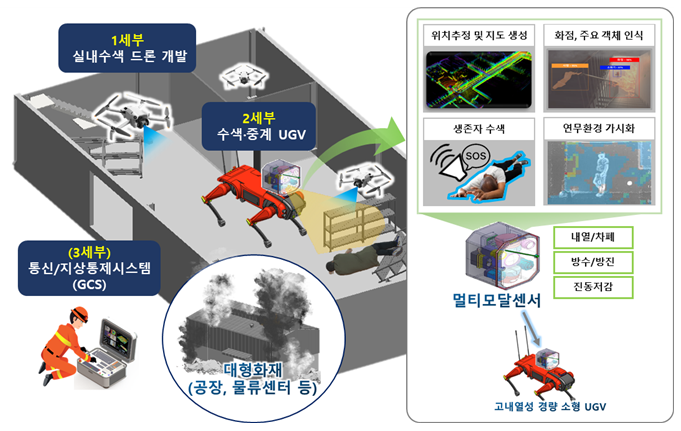 1세부
실내수색 드론 개발
2세부
수색·중계 UGV
(3세부)
통신/지상통제시스템
(GCS)
대형화재
(공장, 물류센터 등)
위치추정 및 지도 생성
화점, 주요 객체 인식
생존자 수색
SOS
연무환경 가시화
멀티모달센서
내열/차폐
방수/방진
진동저감
고내열성 경량 소형 UGV